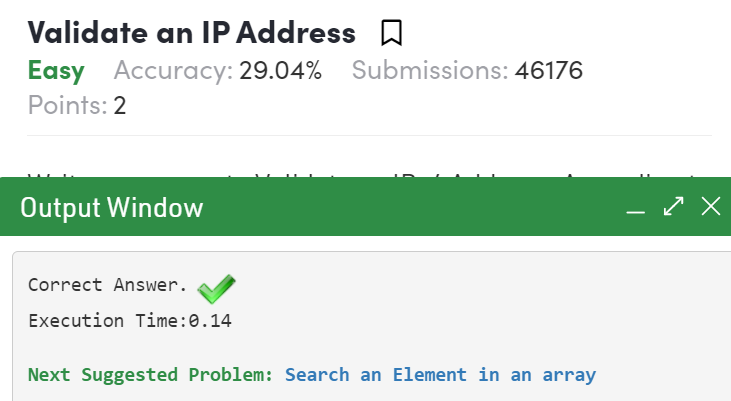 Validate an IP Address
Easy Accuracy: 29.04% Submissions: 46176
Points: 2
Output Window
Correct Answer.
Execution Time:0.14
Next Suggested Problem: Search an Element in an array